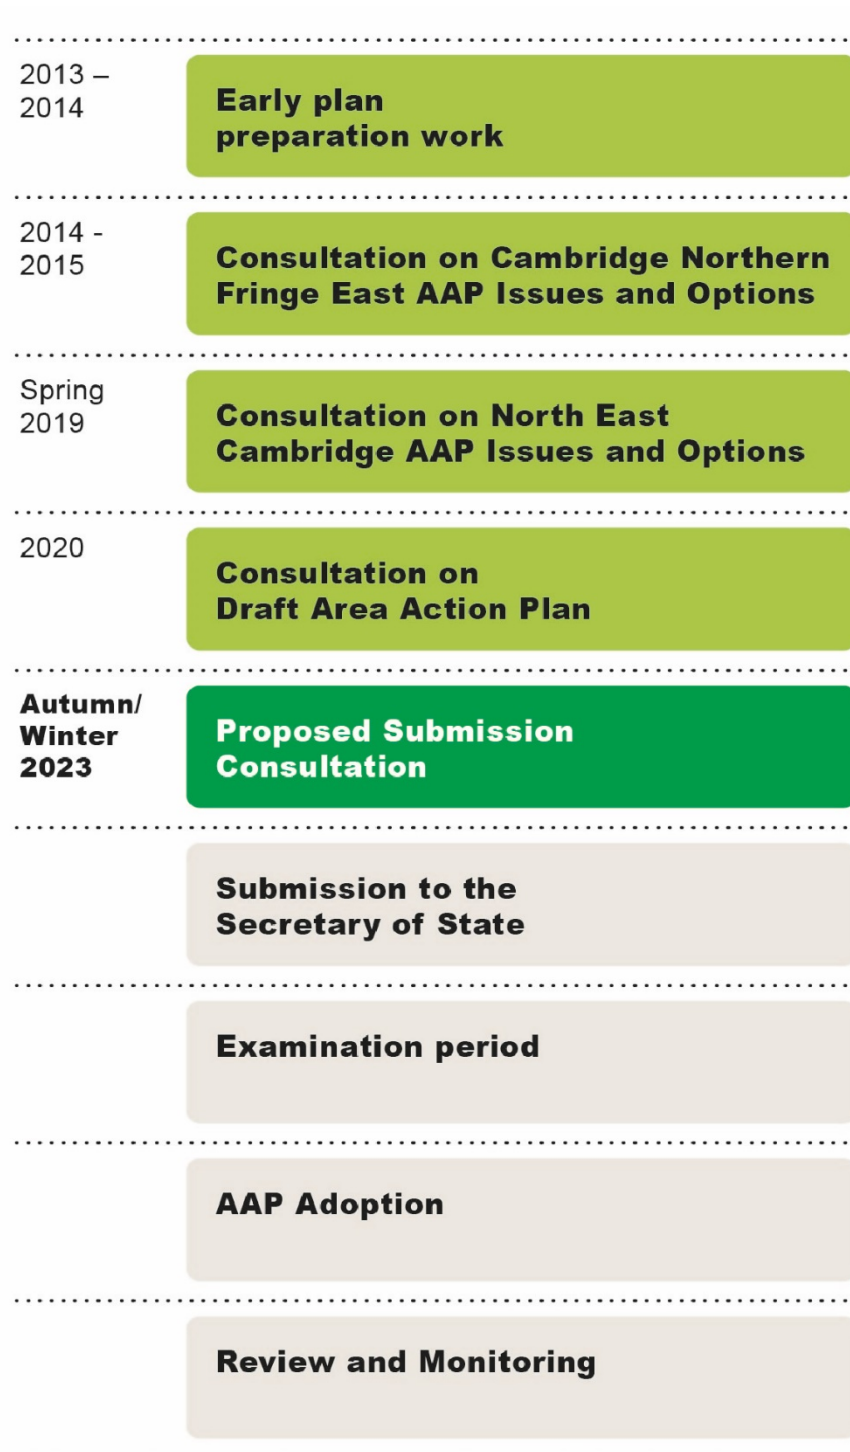 2013 –
2014
Early plan
preparation work
2014 -
2015
Consultation on Cambridge Northern
Fringe East AAP Issues and Options
Spring
2019
Consultation on North East
Cambridge AAP Issues and Options
2020
Consultation on
Draft Area Action Plan
Autumn/
Winter
2023
Proposed Submission
Consultation
Submission to the
Secretary of State
Examination period
AAP Adoption
Review and Monitoring